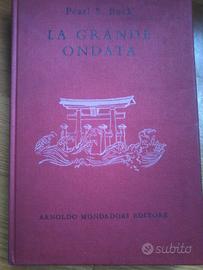 Pearl S. Buck
LA GRANDE
ONDATA
ARNOLDO MONDADORI EDITORE
subito